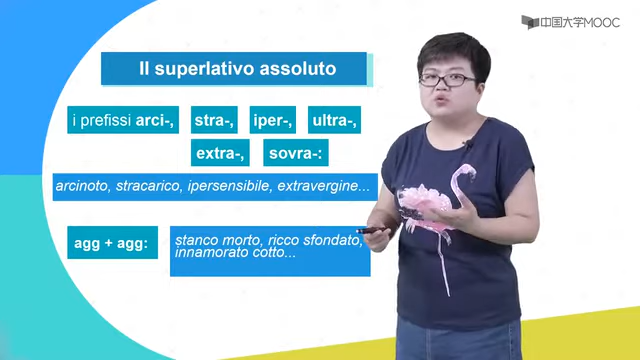 中国大学MOOC
Il superlativo assoluto
i prefissi arci-, stra-, iper-, ultra-,
extra-, sovra-:
arcinoto, stracarico, ipersensibile, extravergine...
agg + agg: stanco morto, ricco sfondato,
innamorato cotto...